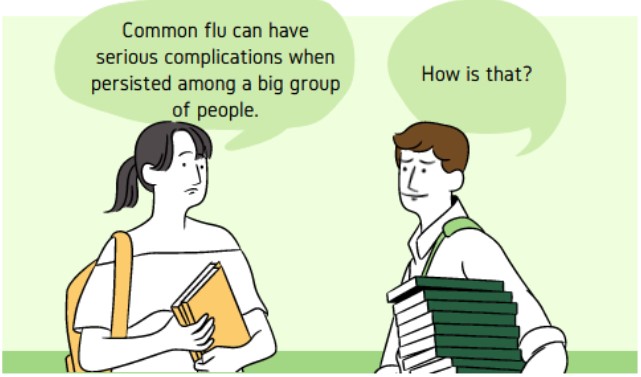 Common flu can have
serious complications when
persisted among a big group
of people.
How is that?